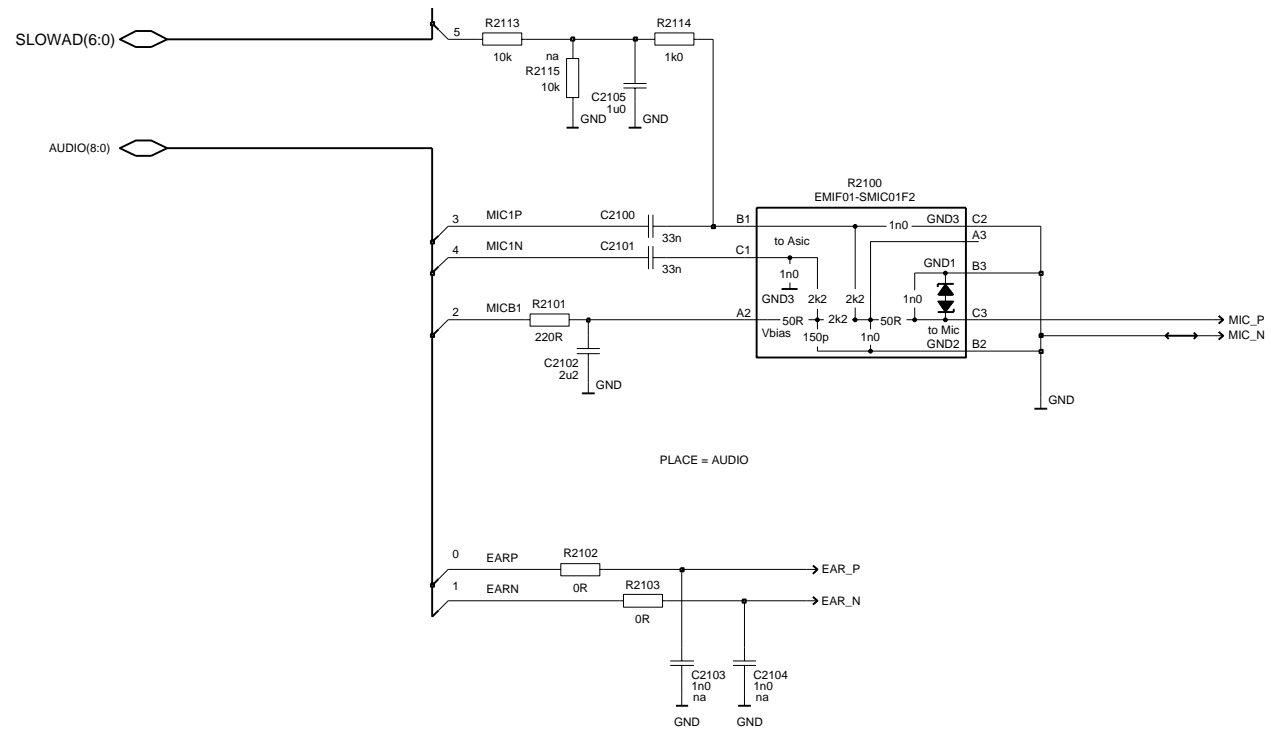 SLOWAD(6:0)
5
R2113
10k
na
R2115
10k
GND
C2105
1u0
GND
R2114
1k0
AUDIO(8:0)
3
MIC1P
C2100
33n
4
MIC1N
C2101
33n
2
MICB1
R2101
220R
C2102
2u2
GND
R2100
EMIF01-SMIC01F2
B1
1n0
GND3
C2
A3
C1
to Asic
1n0
GND3
2k2
2k2
1n0
GND1
B3
A2
50R
2k2
50R
C3
Vbias
150p
1n0
to Mic
GND2
B2
MIC_P
MIC_N
GND
PLACE = AUDIO
0
EARP
R2102
0R
EAR_P
1
EARN
R2103
0R
EAR_N
C2103
1n0
na
GND
C2104
1n0
na
GND